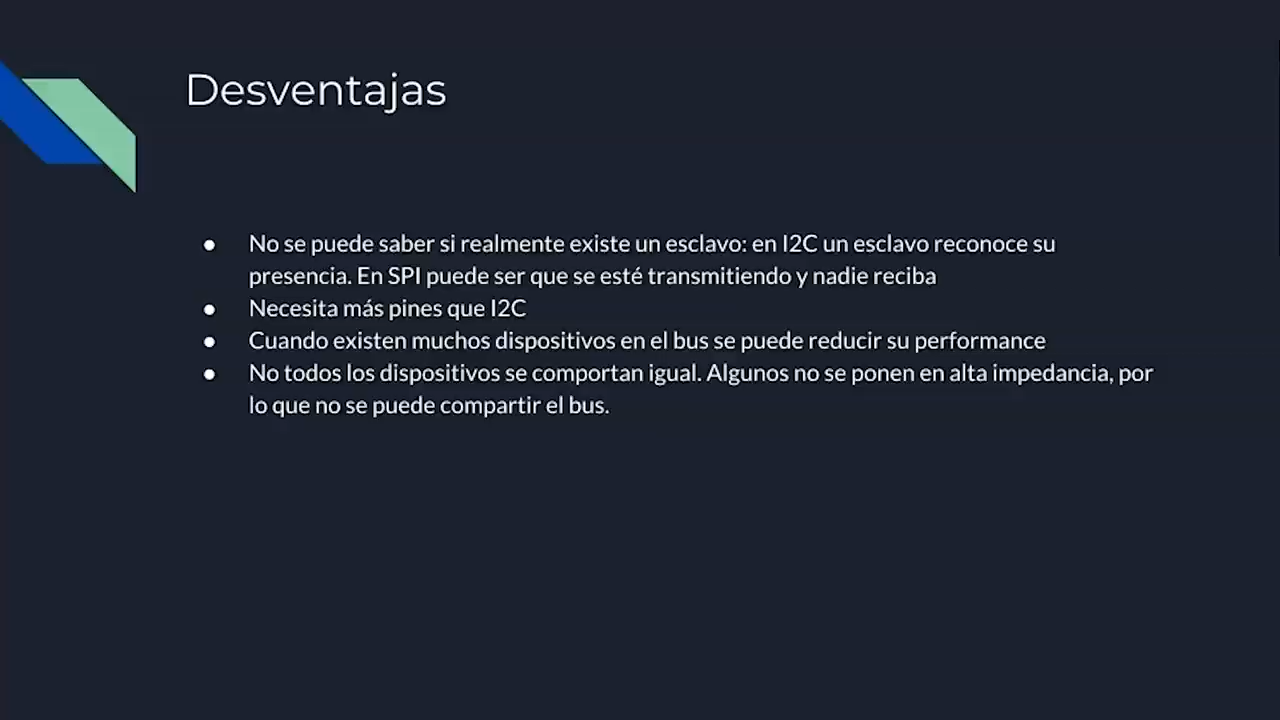 Desventajas
● No se puede saber si realmente existe un esclavo: en I2C un esclavo reconoce su
presencia. En SPI puede ser que se esté transmitiendo y nadie reciba
● Necesita más pines que I2C
● Cuando existen muchos dispositivos en el bus se puede reducir su performance
● No todos los dispositivos se comportan igual. Algunos no se ponen en alta impedancia, por
lo que no se puede compartir el bus.